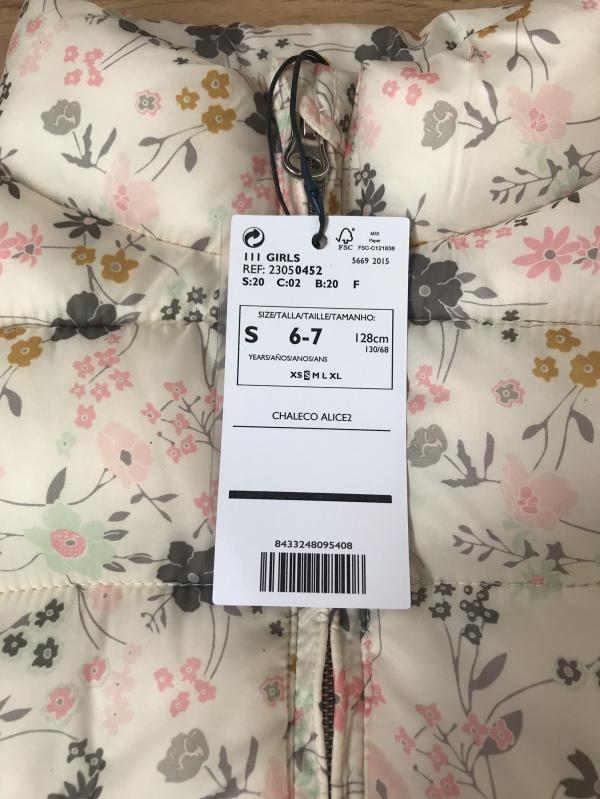 FSC
MIX
Paper
FSC-C121838
111 GIRLS
5669 2015
REF: 23050452
S:20 C:02 B:20 F
SIZE/TALLA/TAILLE/TAMANHO:
S 6-7 128cm
130/68
YEARS/AÑOS/ANOS/ANS
XS S M L XL
CHALECO ALICE2
8433248095408